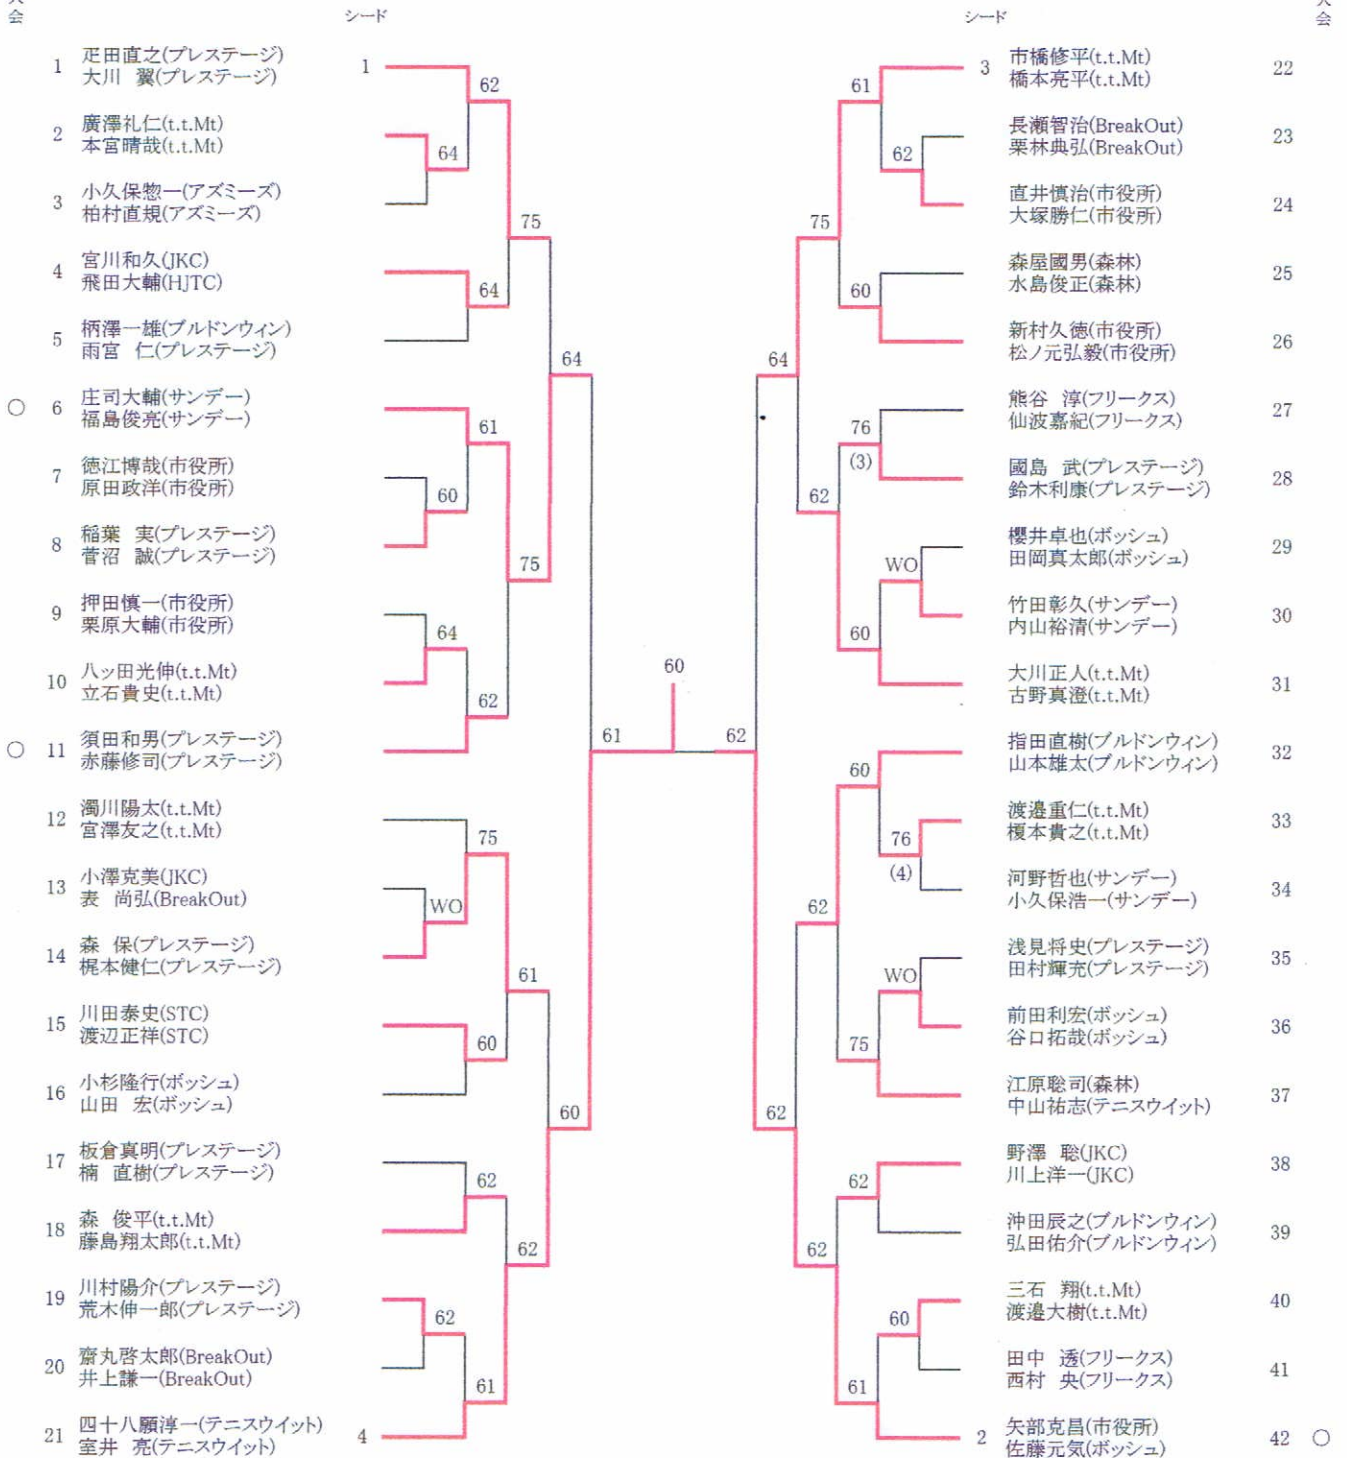 会
会
シード
シード
1 疋田直之(プレステージ) 1
大川 翼(プレステージ)
2 廣澤礼仁(t.t.Mt)
本宮晴哉(t.t.Mt)
3 小久保惣一(アズミーズ)
柏村直規(アズミーズ)
4 宮川和久(JKC)
飛田大輔(HJTC)
5 柄澤一雄(ブルドンウィン)
雨宮 仁(プレステージ)
○ 6 庄司大輔(サンデー)
福島俊亮(サンデー)
7 徳江博哉(市役所)
原田政洋(市役所)
8 稲葉 実(プレステージ)
菅沼 誠(プレステージ)
9 押田慎一(市役所)
栗原大輔(市役所)
10 八ッ田光伸(t.t.Mt)
立石貴史(t.t.Mt)
○ 11 須田和男(プレステージ)
赤藤修司(プレステージ)
12 濁川陽太(t.t.Mt)
宮澤友之(t.t.Mt)
13 小澤克美(JKC)
表 尚弘(BreakOut)
14 森 保(プレステージ)
梶本健仁(プレステージ)
15 川田泰史(STC)
渡辺正祥(STC)
16 小杉隆行(ボッシュ)
山田 宏(ボッシュ)
17 板倉真明(プレステージ)
楠 直樹(プレステージ)
18 森 俊平(t.t.Mt)
藤島翔太郎(t.t.Mt)
19 川村陽介(プレステージ)
荒木伸一郎(プレステージ)
20 齋丸啓太郎(BreakOut)
井上謙一(BreakOut)
21 四十八願淳一(テニスウイット) 4
室井 亮(テニスウイット)
62
64
75
64
64
61
60
75
64
62
61
75
WO
61
60
60
62
62
62
61
60
62
61
62
75
60
64
76
(3)
62
WO
60
60
76
(4)
62
WO
75
62
62
62
60
61
3 市橋修平(t.t.Mt) 22
橋本亮平(t.t.Mt)
長瀬智治(BreakOut) 23
栗林典弘(BreakOut)
直井慎治(市役所) 24
大塚勝仁(市役所)
森屋國男(森林) 25
水島俊正(森林)
新村久徳(市役所) 26
松ノ元弘毅(市役所)
熊谷 淳(フリークス) 27
仙波嘉紀(フリークス)
國島 武(プレステージ) 28
鈴木利康(プレステージ)
櫻井卓也(ボッシュ) 29
田岡真太郎(ボッシュ)
竹田彰久(サンデー) 30
内山裕清(サンデー)
大川正人(t.t.Mt) 31
古野真澄(t.t.Mt)
指田直樹(ブルドンウィン) 32
山本雄太(ブルドンウィン)
渡邉重仁(t.t.Mt) 33
榎本貴之(t.t.Mt)
河野哲也(サンデー) 34
小久保浩一(サンデー)
浅見将史(プレステージ) 35
田村輝充(プレステージ)
前田利宏(ボッシュ) 36
谷口拓哉(ボッシュ)
江原聡司(森林) 37
中山祐志(テニスウイット)
野澤 聡(JKC) 38
川上洋一(JKC)
沖田辰之(ブルドンウィン) 39
弘田佑介(ブルドンウィン)
三石 翔(t.t.Mt) 40
渡邉大樹(t.t.Mt)
田中 透(フリークス) 41
西村 央(フリークス)
2 矢部克昌(市役所) 42 ○
佐藤元気(ボッシュ)